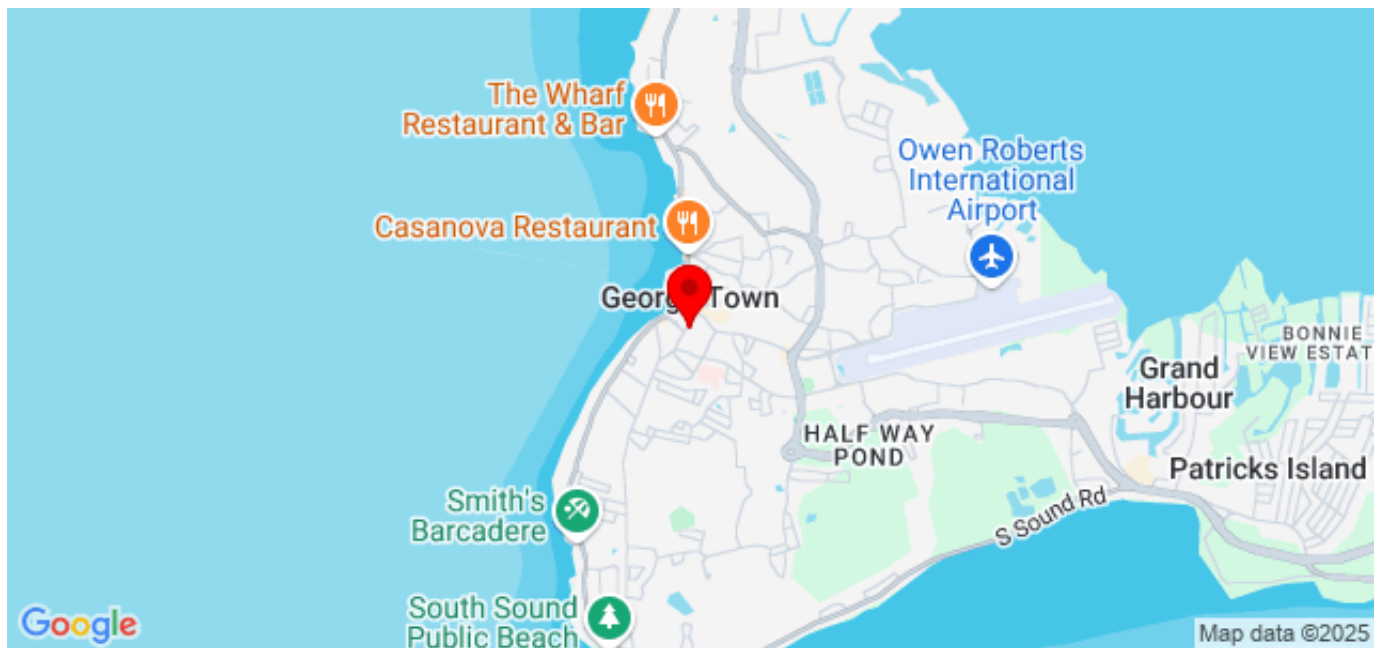 The Wharf
Restaurant & Bar
Owen Roberts
International
Airport
Casanova Restaurant
George Town
BONNIE
VIEW ESTAT
Grand
Harbour
HALF WAY
POND
Patricks Island
Smith's
Barcadere
S Sound Rd
South Sound
Public Beach
Google
Map data ©2025